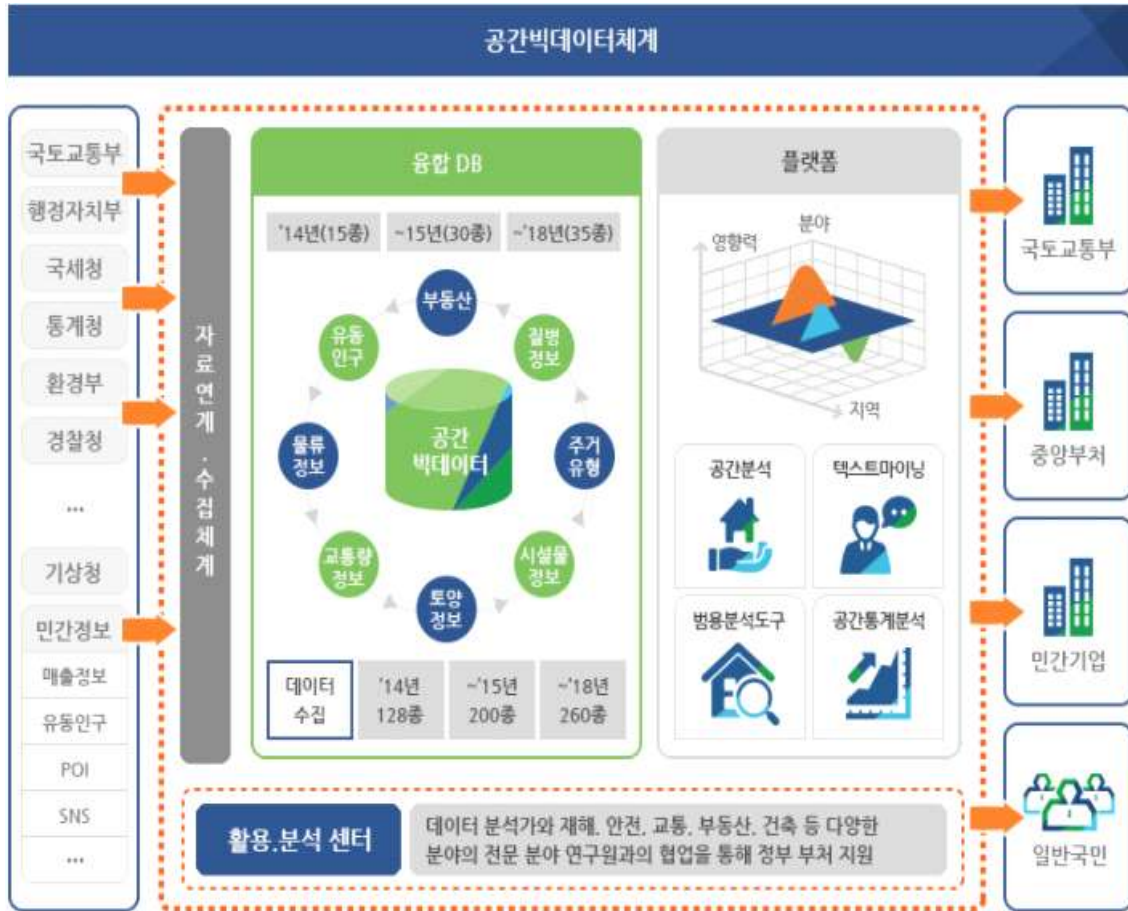 공간빅데이터체계
국토교통부
행정자치부
국세청
통계청
환경부
경찰청
...
기상청
민간정보
매출정보
유동인구
POI
SNS
...
자료연계·수집체계
융합 DB
'14년(15종)
~15년(30종)
~'18년(35종)
부동산
유동
인구
질병
정보
물류
정보
공간
빅데이터
주거
유형
교통량
정보
시설물
정보
토양
정보
데이터
수집
'14년
128종
~'15년
200종
~'18년
260종
플랫폼
분야
영향력
지역
공간분석
텍스트마이닝
범용분석도구
공간통계분석
활용.분석 센터
데이터 분석가와 재해, 안전, 교통, 부동산, 건축 등 다양한
분야의 전문 분야 연구원과의 협업을 통해 정부 부처 지원
국토교통부
중앙부처
민간기업
일반국민